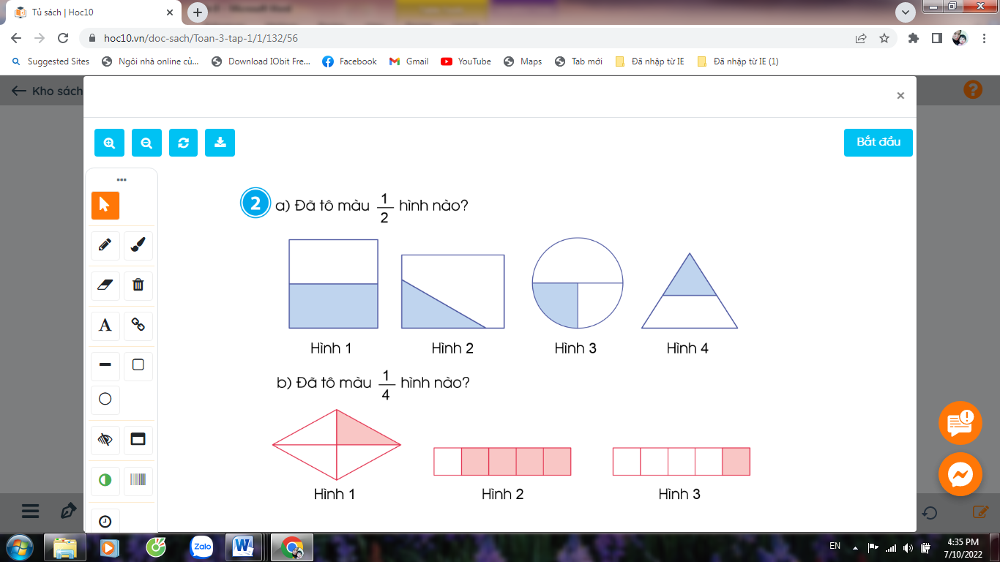 Tủ sách | Hoc10
hoc10.vn/doc-sach/Toan-3-tap-1/1/132/56
Suggested Sites
Ngôi nhà online củ...
Download IObit Fre...
Facebook
Gmail
YouTube
Maps
Tab mới
Đã nhập từ IE
Đã nhập từ IE (1)
Kho sách
Bắt đầu
2 a) Đã tô màu 1/2 hình nào?
Hình 1
Hình 2
Hình 3
Hình 4
b) Đã tô màu 1/4 hình nào?
Hình 1
Hình 2
Hình 3
A
Zalo
EN
4:35 PM
7/10/2022